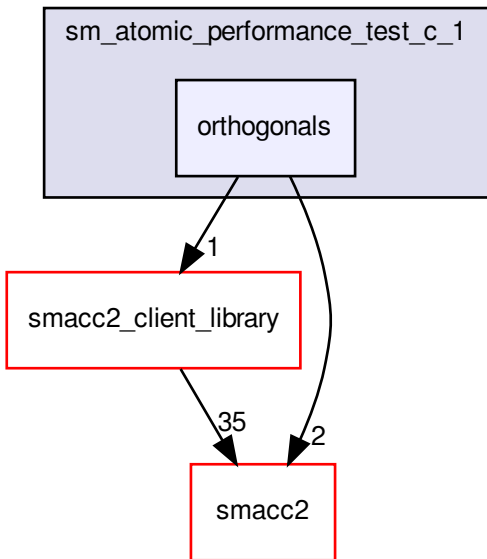 sm_atomic_performance_test_c_1
orthogonals
1
smacc2_client_library
35
2
smacc2